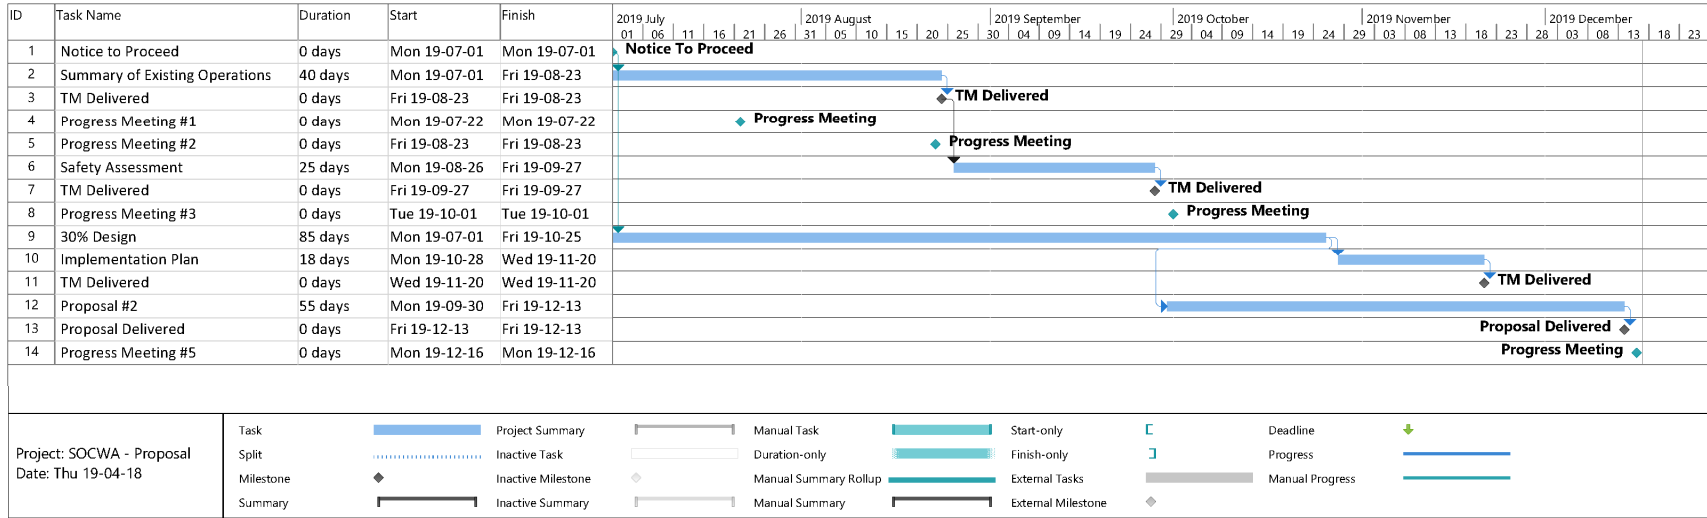 ID Task Name Duration Start Finish 2019 July 2019 August 2019 September 2019 October 2019 November 2019 December
01 06 11 16 21 26 31 05 10 15 20 25 30 04 09 14 19 24 29 04 09 14 19 24 29 03 08 13 18 23 28 03 08 13 18 23
1 Notice to Proceed 0 days Mon 19-07-01 Mon 19-07-01 Notice To Proceed
2 Summary of Existing Operations 40 days Mon 19-07-01 Fri 19-08-23
3 TM Delivered 0 days Fri 19-08-23 Fri 19-08-23 TM Delivered
4 Progress Meeting #1 0 days Mon 19-07-22 Mon 19-07-22 Progress Meeting
5 Progress Meeting #2 0 days Fri 19-08-23 Fri 19-08-23 Progress Meeting
6 Safety Assessment 25 days Mon 19-08-26 Fri 19-09-27
7 TM Delivered 0 days Fri 19-09-27 Fri 19-09-27 TM Delivered
8 Progress Meeting #3 0 days Tue 19-10-01 Tue 19-10-01 Progress Meeting
9 30% Design 85 days Mon 19-07-01 Fri 19-10-25
10 Implementation Plan 18 days Mon 19-10-28 Wed 19-11-20
11 TM Delivered 0 days Wed 19-11-20 Wed 19-11-20 TM Delivered
12 Proposal #2 55 days Mon 19-09-30 Fri 19-12-13
13 Proposal Delivered 0 days Fri 19-12-13 Fri 19-12-13 Proposal Delivered
14 Progress Meeting #5 0 days Mon 19-12-16 Mon 19-12-16 Progress Meeting
Project: SOCWA - Proposal
Date: Thu 19-04-18
Task Project Summary Manual Task Start-only Deadline
Split Inactive Task Duration-only Finish-only Progress
Milestone Inactive Milestone Manual Summary Rollup External Tasks Manual Progress
Summary Inactive Summary Manual Summary External Milestone